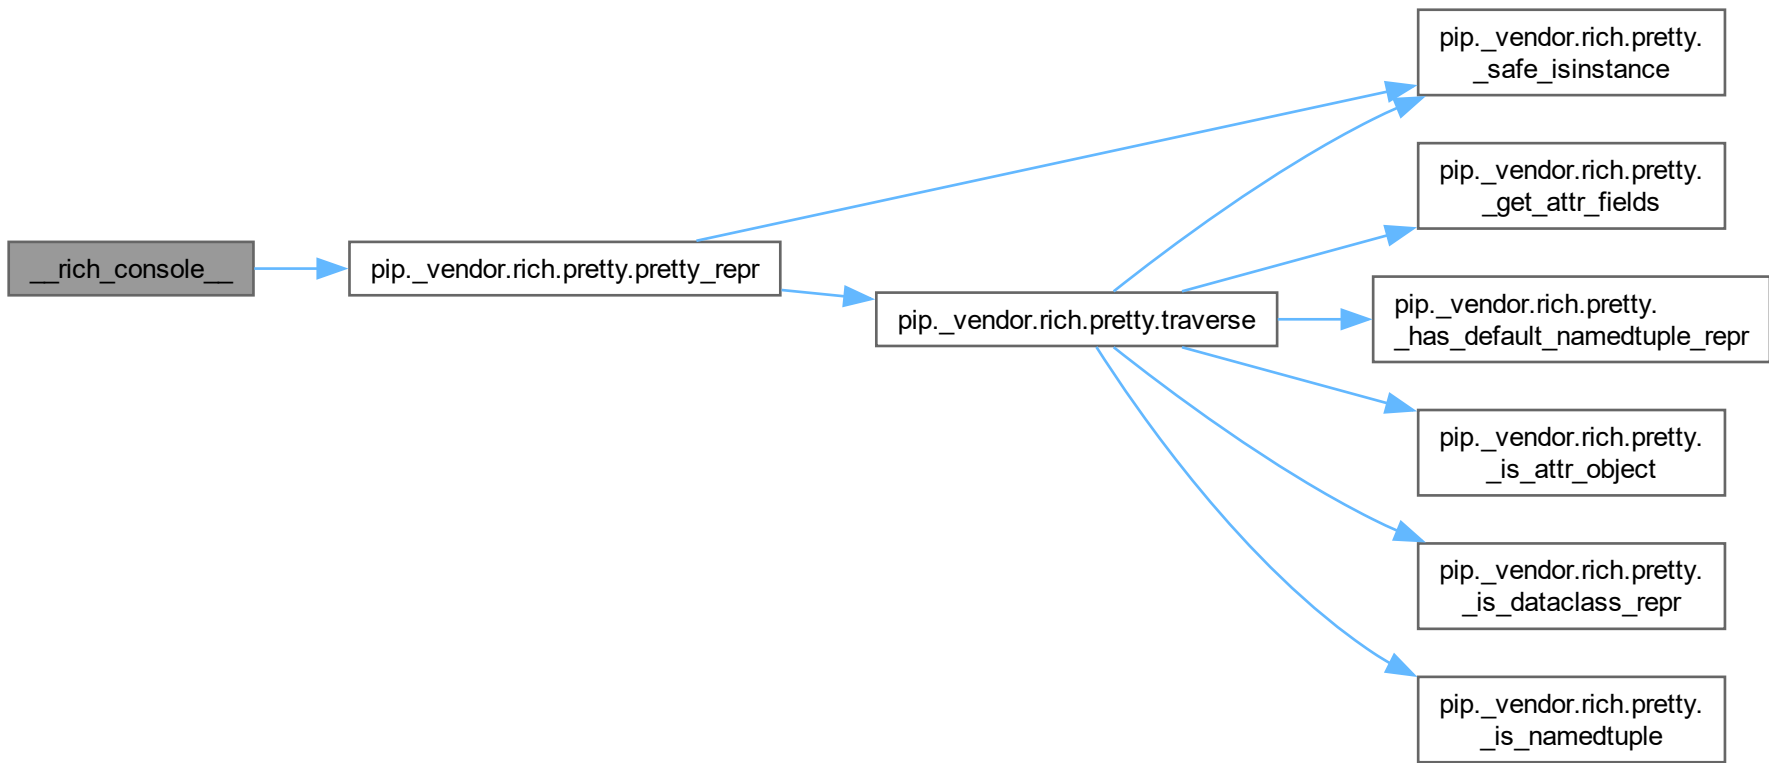 __rich_console__
pip._vendor.rich.pretty.pretty_repr
pip._vendor.rich.pretty.traverse
pip._vendor.rich.pretty.
_safe_isinstance
pip._vendor.rich.pretty.
_get_attr_fields
pip._vendor.rich.pretty.
_has_default_namedtuple_repr
pip._vendor.rich.pretty.
_is_attr_object
pip._vendor.rich.pretty.
_is_dataclass_repr
pip._vendor.rich.pretty.
_is_namedtuple